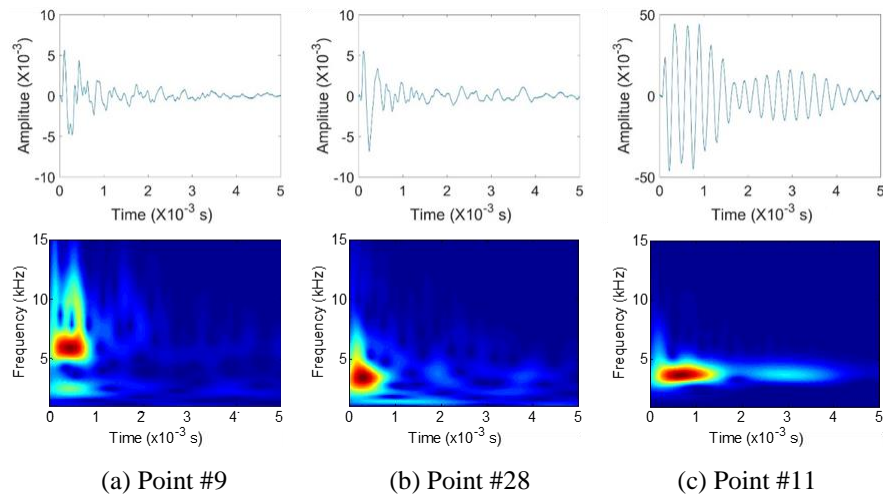 10
5
0
-5
-10
Amplitue (X10-3)
0 1 2 3 4 5
Time (X10-3 s)
10
5
0
-5
-10
Amplitue (X10-3)
0 1 2 3 4 5
Time (X10-3 s)
50
0
-50
Amplitue (X10-3)
0 1 2 3 4 5
Time (X10-3 s)
15
10
5
Frequency (kHz)
0 1 2 3 4 5
Time (x10-3 s)
15
10
5
Frequency (kHz)
0 1 2 3 4 5
Time (x10-3 s)
15
10
5
Frequency (kHz)
0 1 2 3 4 5
Time (x10-3 s)
(a) Point #9
(b) Point #28
(c) Point #11